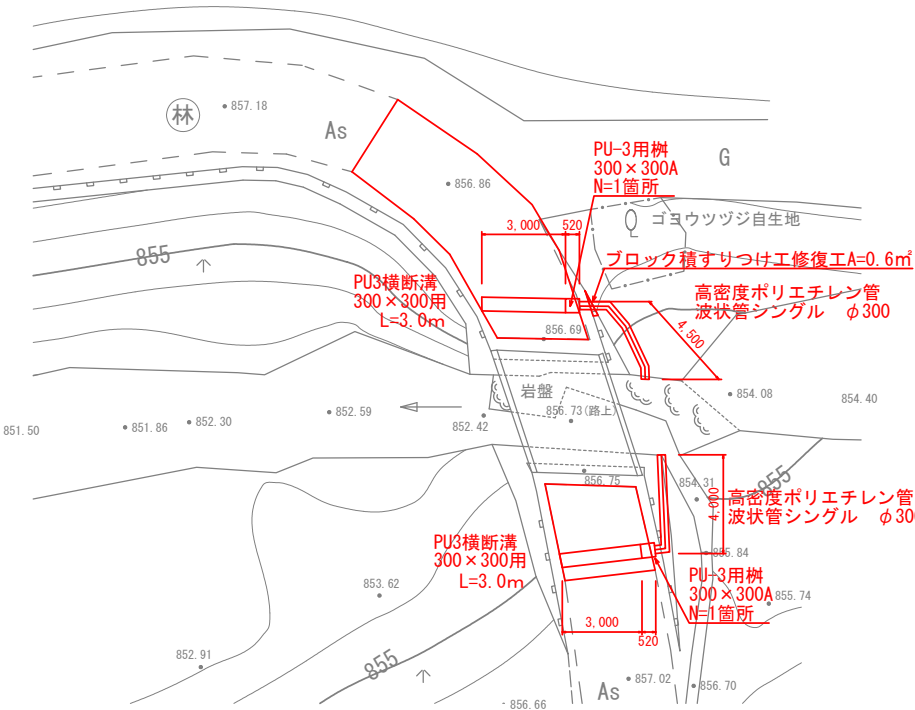 林
857.18
As
856.86
G
PU-3用桝
300×300A
N=1箇所
ゴヨウツヅジ自生地
3,000
520
855
ブロック積すりつけ工修復工A=0.6㎡
PU3横断溝
300×300用
L=3.0m
高密度ポリエチレン管
波状管シングル φ300
4,500
856.69
岩盤
856.73(路上)
854.08
854.40
851.50
851.86
852.30
852.59
852.42
856.75
854.31
855
4,000
高密度ポリエチレン管
波状管シングル φ30
PU3横断溝
300×300用
L=3.0m
855.84
PU-3用桝
300×300A
N=1箇所
855.74
853.62
3,000
520
852.91
855
857.02
As
856.70
856.66